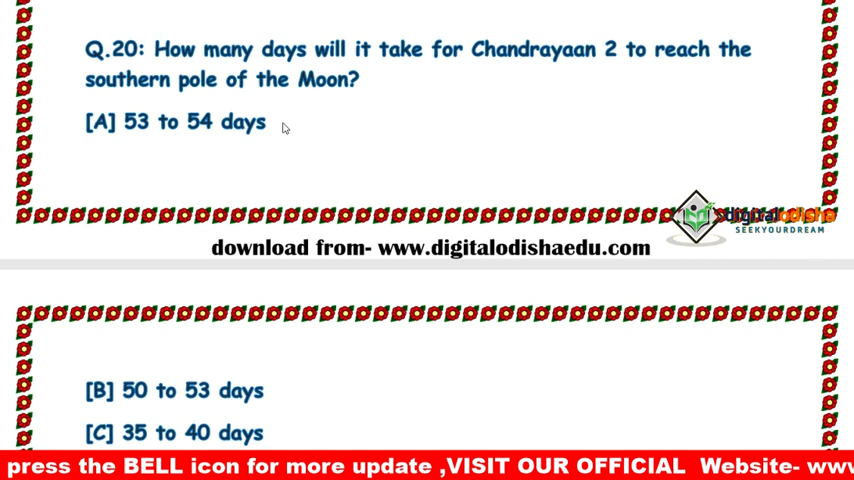 Q.20: How many days will it take for Chandrayaan 2 to reach the
southern pole of the Moon?
[A] 53 to 54 days
digitalodisha
SEEKYOURDREAM
download from- www.digitalodishaedu.com
[B] 50 to 53 days
[C] 35 to 40 days
press the BELL icon for more update ,VISIT OUR OFFICIAL Website- www